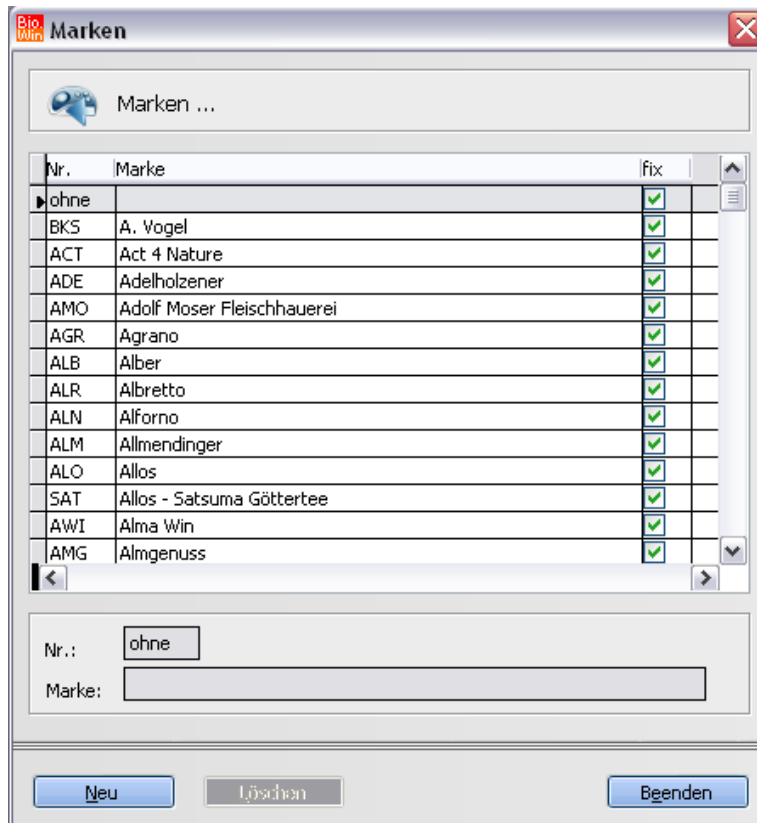 Bio. Win Marken
Marken ...
Nr. Marke fix
ohne
BKS A. Vogel
ACT Act 4 Nature
ADE Adelholzener
AMO Adolf Moser Fleischhauerei
AGR Agrano
ALB Alber
ALR Albretto
ALN Alforno
ALM Allmendinger
ALO Allos
SAT Allos - Satsuma Göttertee
AWI Alma Win
AMG Almgenuss
Nr.: ohne
Marke:
Neu Löschen Beenden